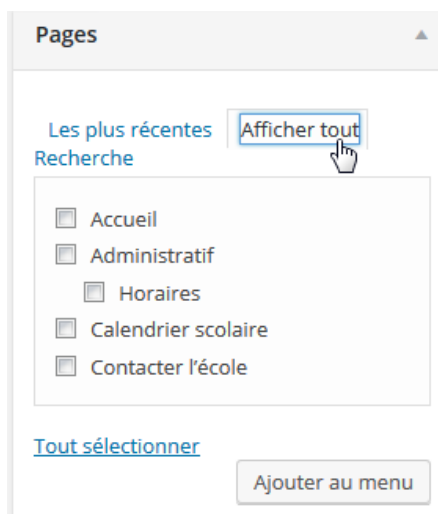 Pages
Les plus récentes Afficher tout
Recherche
Accueil
Administratif
Horaires
Calendrier scolaire
Contacter l’école
Tout sélectionner
Ajouter au menu